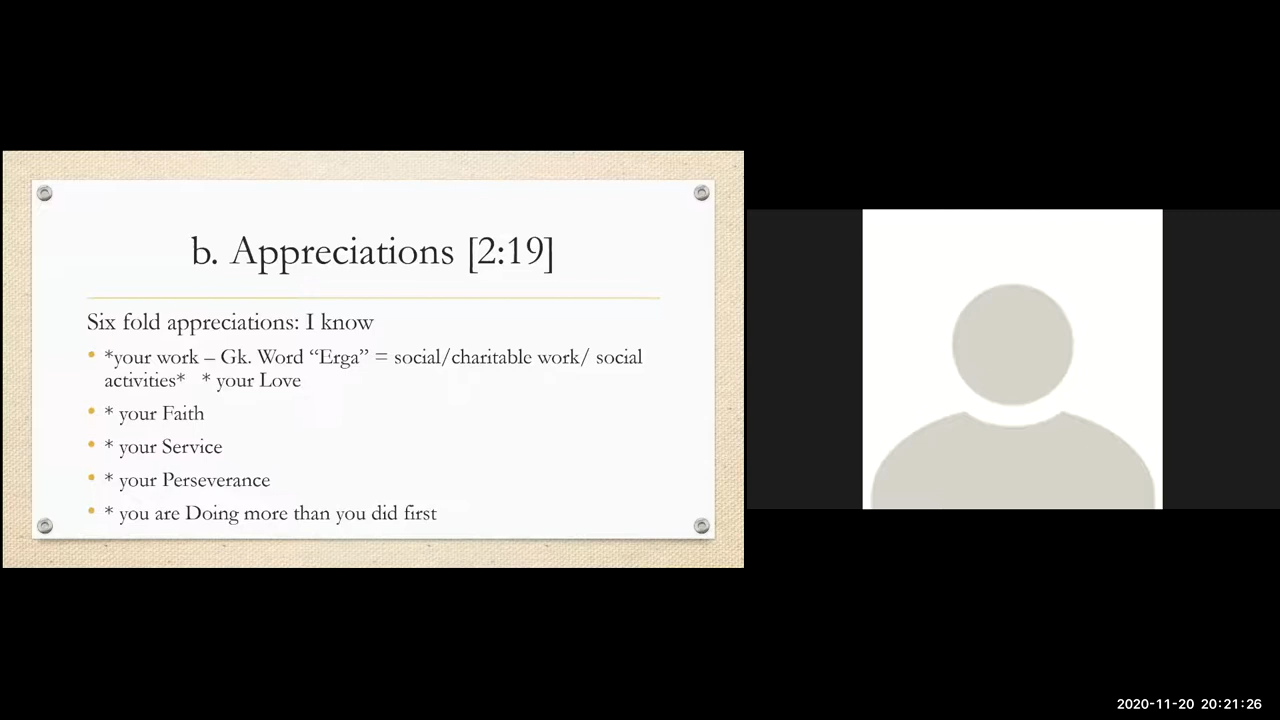 b. Appreciations [2:19]
Six fold appreciations: I know
• *your work – Gk. Word “Erga” = social/charitable work/ social
activities*   * your Love
• * your Faith
• * your Service
• * your Perseverance
• * you are Doing more than you did first
2020-11-20 20:21:26